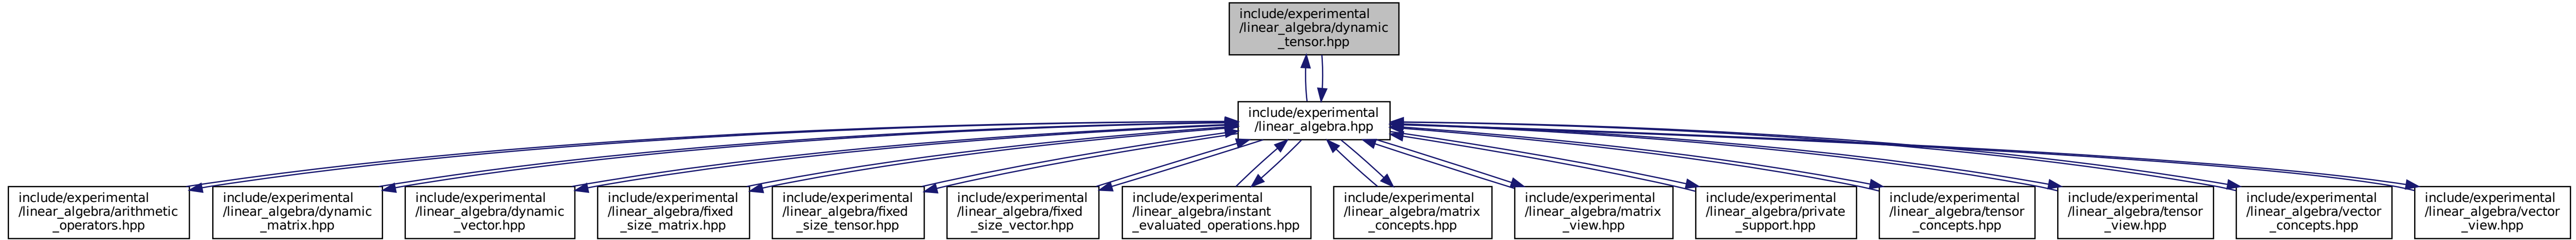 include/experimental
/linear_algebra/dynamic
_tensor.hpp
include/experimental
/linear_algebra.hpp
include/experimental
/linear_algebra/arithmetic
_operators.hpp
include/experimental
/linear_algebra/dynamic
_matrix.hpp
include/experimental
/linear_algebra/dynamic
_vector.hpp
include/experimental
/linear_algebra/fixed
_size_matrix.hpp
include/experimental
/linear_algebra/fixed
_size_tensor.hpp
include/experimental
/linear_algebra/fixed
_size_vector.hpp
include/experimental
/linear_algebra/instant
_evaluated_operations.hpp
include/experimental
/linear_algebra/matrix
_concepts.hpp
include/experimental
/linear_algebra/matrix
_view.hpp
include/experimental
/linear_algebra/private
_support.hpp
include/experimental
/linear_algebra/tensor
_concepts.hpp
include/experimental
/linear_algebra/tensor
_view.hpp
include/experimental
/linear_algebra/vector
_concepts.hpp
include/experimental
/linear_algebra/vector
_view.hpp